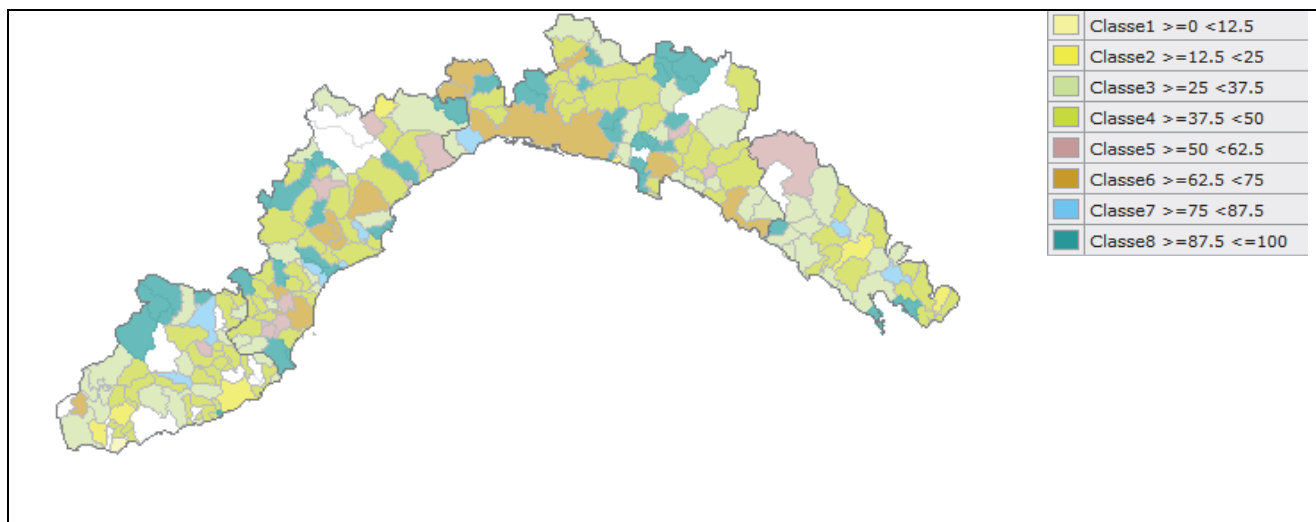 Classe1 >=0 <12.5
Classe2 >=12.5 <25
Classe3 >=25 <37.5
Classe4 >=37.5 <50
Classe5 >=50 <62.5
Classe6 >=62.5 <75
Classe7 >=75 <87.5
Classe8 >=87.5 <=100